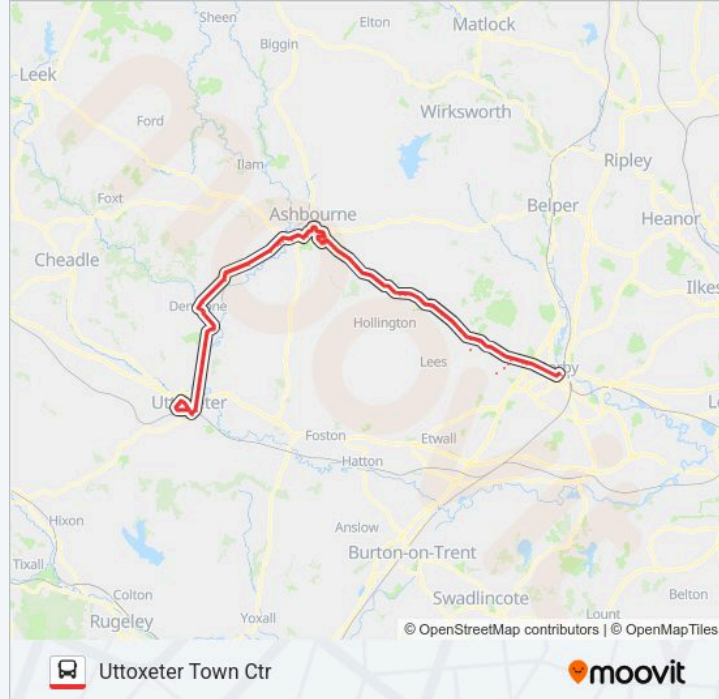 Sheen
Elton
Matlock
Biggin
Leek
Wirksworth
Ford
Ripley
Ilam
Foxt
Belper
Ashbourne
Heanor
Cheadle
Ilkes
Hollington
Lees
Foston
Etwall
Hatton
Hixon
Anslow
Burton-on-Trent
Tixall
Colton
Swadlincote
Belton
Rugeley
Yoxall
Lount
© OpenStreetMap contributors | © OpenMapTiles
Uttoxeter Town Ctr
moovit